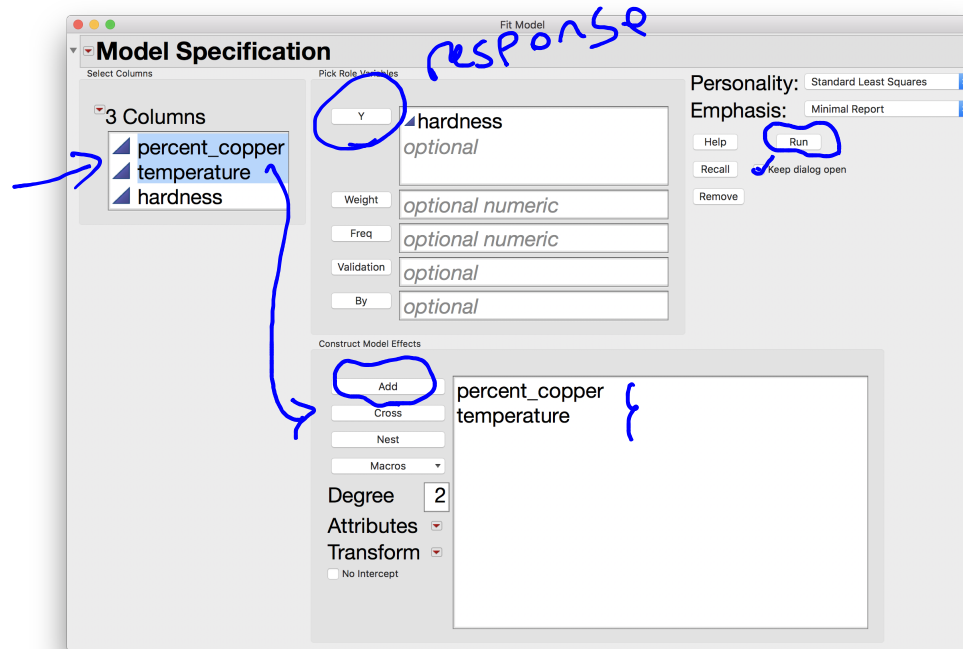 Fit Model
Model Specification
response
Select Columns
3 Columns
percent_copper
temperature
hardness
Pick Role Variables
Y
hardness
optional
Weight
optional numeric
Freq
optional numeric
Validation
optional
By
optional
Personality: Standard Least Squares
Emphasis: Minimal Report
Help
Run
Recall
Keep dialog open
Remove
Construct Model Effects
Add
Cross
Nest
Macros
Degree 2
Attributes
Transform
No Intercept
percent_copper
temperature